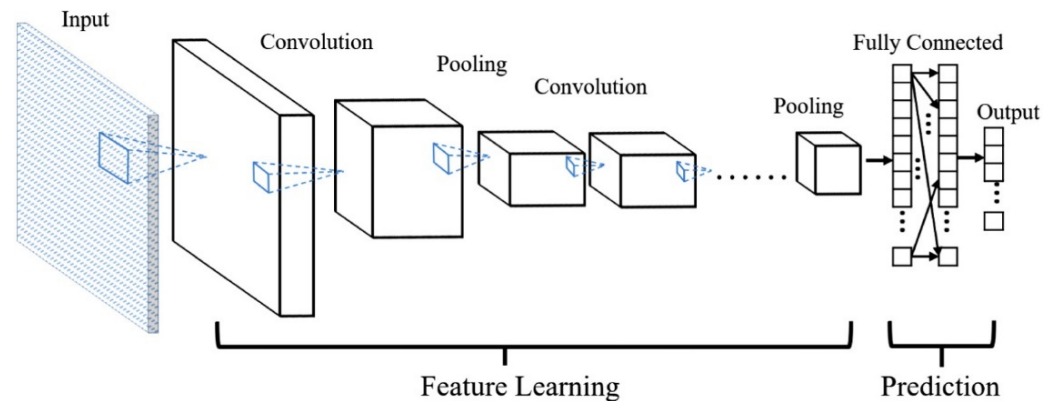 Input
Convolution
Pooling
Convolution
Pooling
Fully Connected
Output
Feature Learning
Prediction